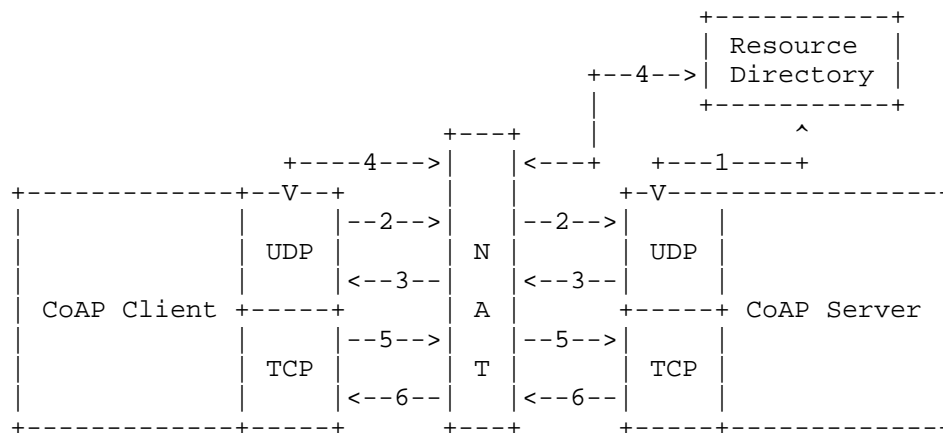 +-----------+
| Resource |
+--4-->| Directory |
| +-----------+
+---+ | ^
+----4--->| |<---+ +---1----+
+------------+--V--+ | | +-V---------------
| | |--2-->| |--2-->| | |
| | UDP | | N | | UDP |
| | |<--3--| |<--3--| | |
| CoAP Client +-----+ | A | +-----+ CoAP Server
| | |--5-->| |--5-->| | |
| | TCP | | T | | TCP |
| | |<--6--| |<--6--| | |
+------------+-----+ +---+ +-----+---------------